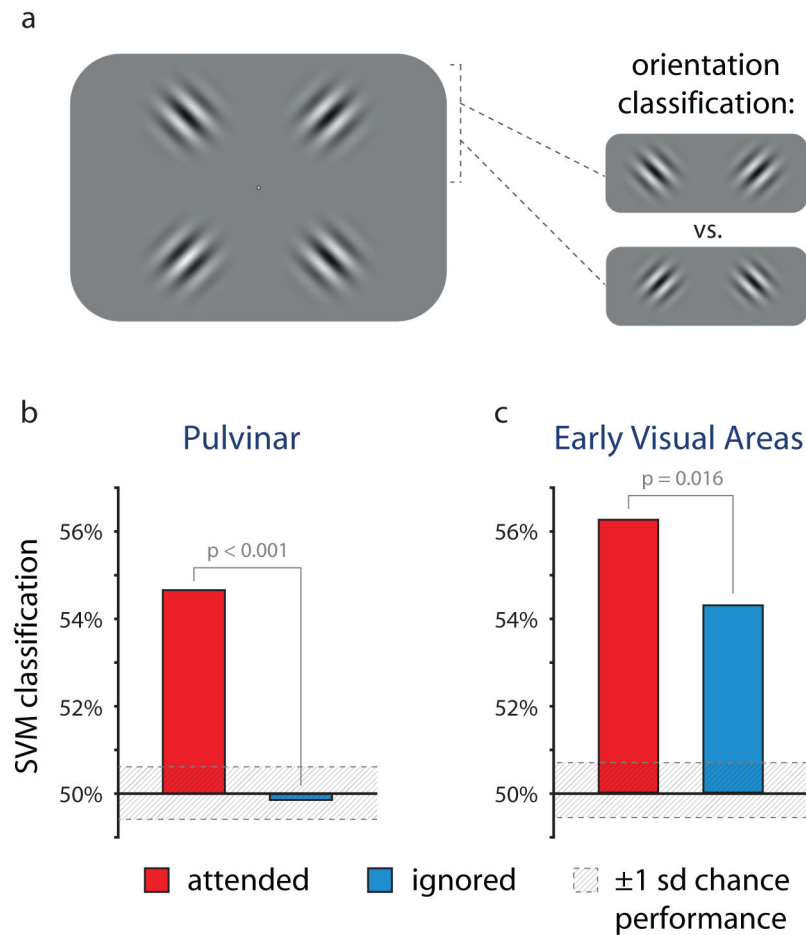 a
orientation
classification:
vs.
b
Pulvinar
c
Early Visual Areas
SVM classification
56%
54%
52%
50%
p < 0.001
56%
54%
52%
50%
p = 0.016
attended
ignored
±1 sd chance
performance